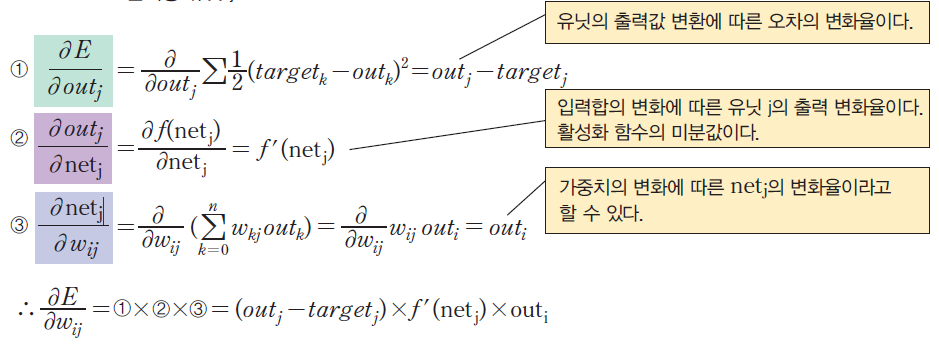 유닛의 출력값 변환에 따른 오차의 변화율이다.
① ∂E/∂out_j = ∂/∂out_j ∑ 1/2 (target_k − out_k)² = out_j − target_j
입력합의 변화에 따른 유닛 j의 출력 변화율이다.
활성화 함수의 미분값이다.
② ∂out_j/∂net_j = ∂f(net_j)/∂net_j = f′(net_j)
가중치의 변화에 따른 net_j의 변화율이라고
할 수 있다.
③ ∂net_j/∂w_ij = ∂/∂w_ij (∑_{k=0}^{n} w_kj out_k) = ∂/∂w_ij w_ij out_i = out_i
∴ ∂E/∂w_ij = ①×②×③ = (out_j − target_j) × f′(net_j) × out_i